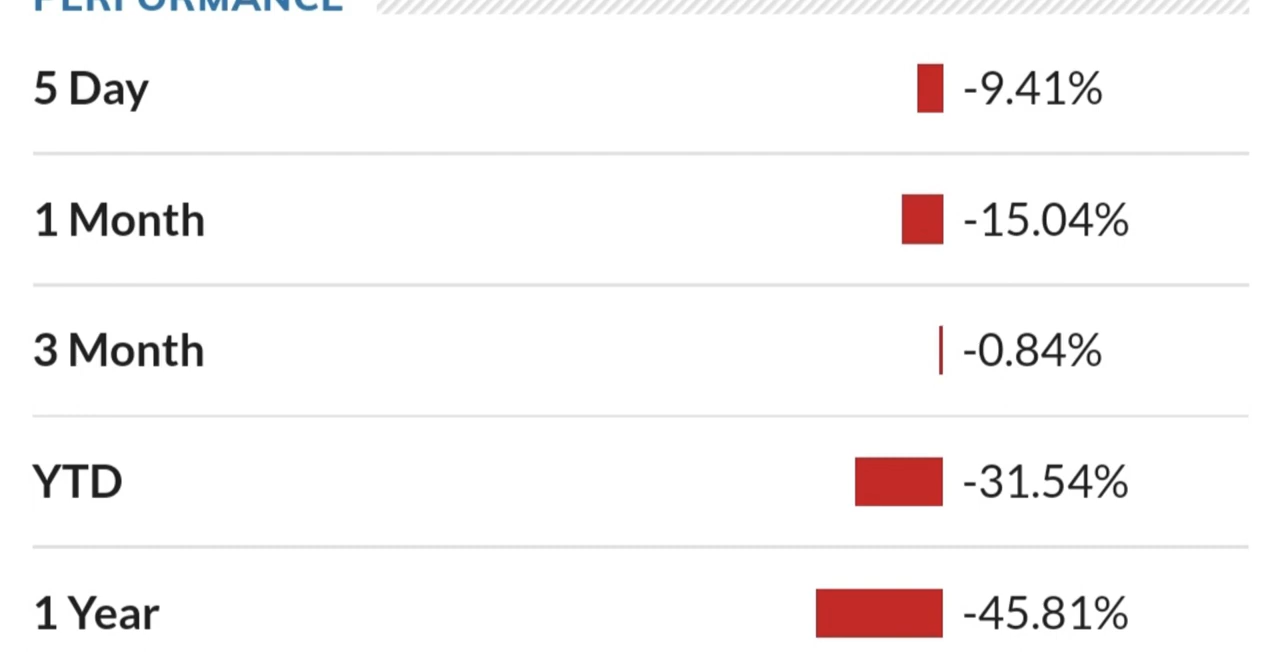 PERFORMANCE
5 Day -9.41%
1 Month -15.04%
3 Month -0.84%
YTD -31.54%
1 Year -45.81%